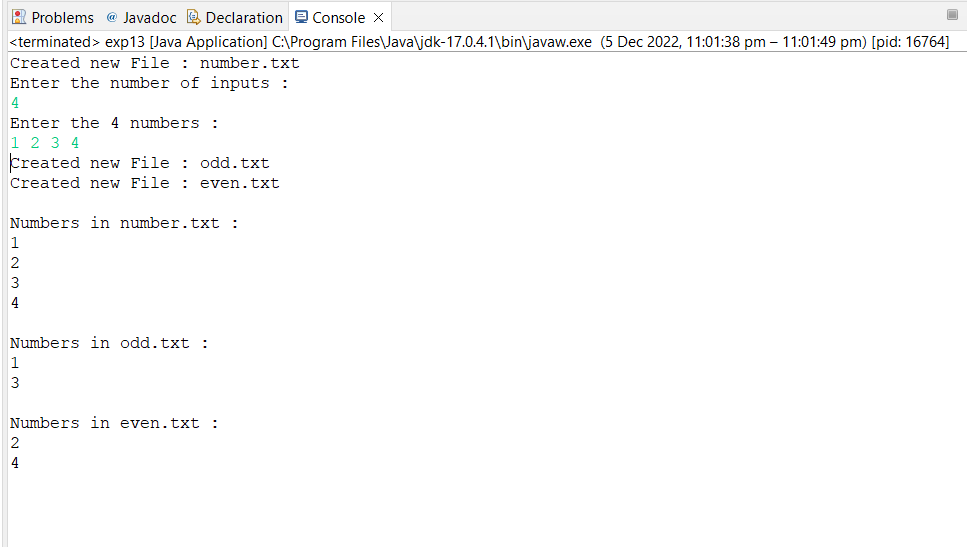 Problems @ Javadoc Declaration Console
<terminated> exp13 [Java Application] C:\Program Files\Java\jdk-17.0.4.1\bin\javaw.exe (5 Dec 2022, 11:01:38 pm – 11:01:49 pm) [pid: 16764]
Created new File : number.txt
Enter the number of inputs :
4
Enter the 4 numbers :
1 2 3 4
Created new File : odd.txt
Created new File : even.txt
Numbers in number.txt :
1
2
3
4
Numbers in odd.txt :
1
3
Numbers in even.txt :
2
4